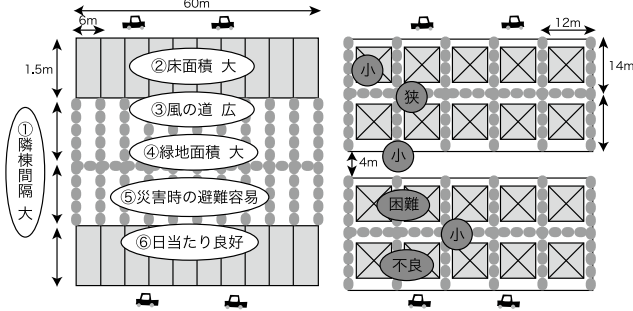 60m
6m
1.5m
①隣棟間隔 大
②床面積 大
③風の道 広
④緑地面積 大
⑤災害時の避難容易
⑥日当たり良好
12m
14m
4m
小
狭
小
困難
小
不良